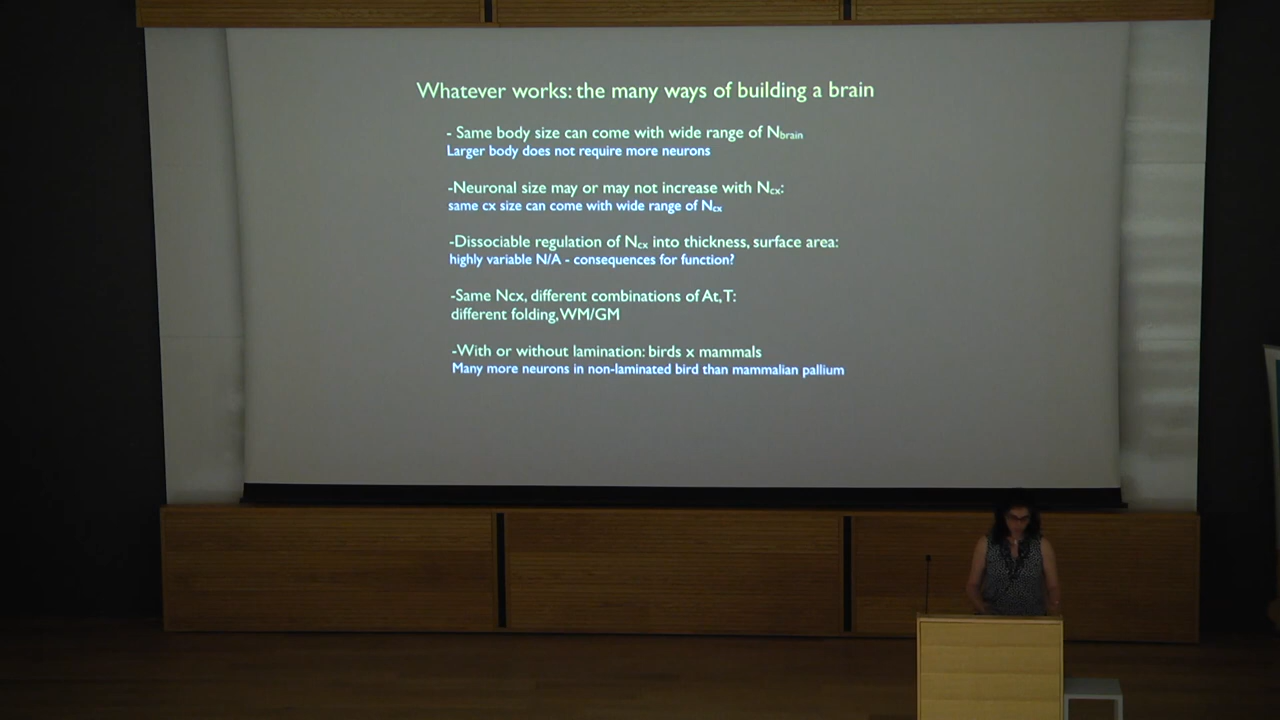 Whatever works: the many ways of building a brain
- Same body size can come with wide range of Nbrain
Larger body does not require more neurons
-Neuronal size may or may not increase with Ncx:
same cx size can come with wide range of Ncx
-Dissociable regulation of Ncx into thickness, surface area:
highly variable N/A - consequences for function?
-Same Ncx, different combinations of At, T:
different folding, WM/GM
-With or without lamination: birds x mammals
Many more neurons in non-laminated bird than mammalian pallium